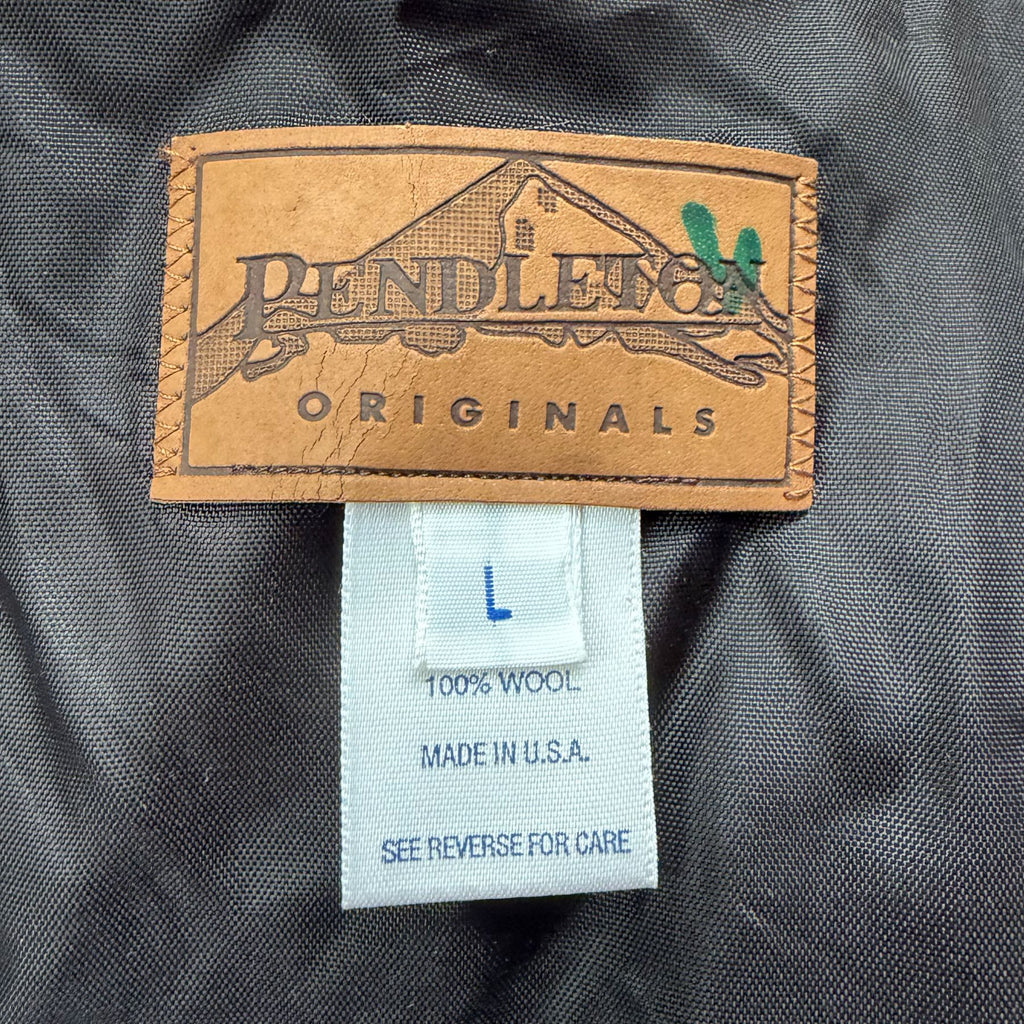 PENDLETON
ORIGINALS
L
100% WOOL
MADE IN U.S.A.
SEE REVERSE FOR CARE